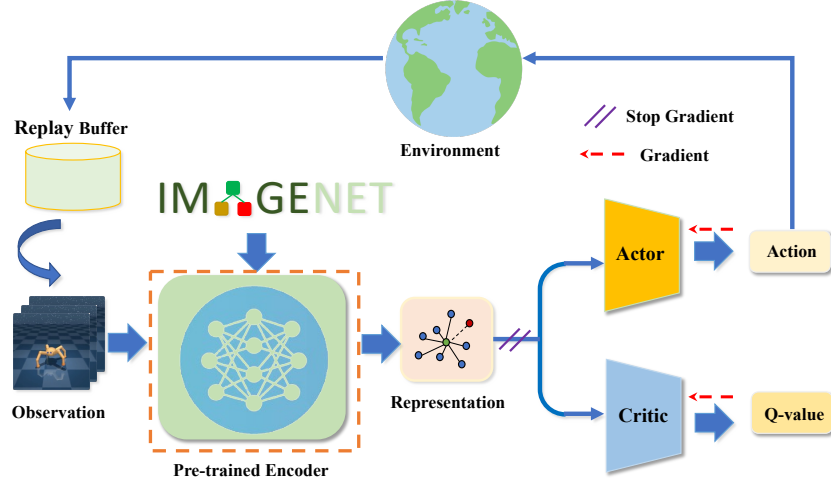 Replay Buffer
Environment
Stop Gradient
Gradient
IMAGENET
Actor
Action
Observation
Representation
Critic
Q-value
Pre-trained Encoder